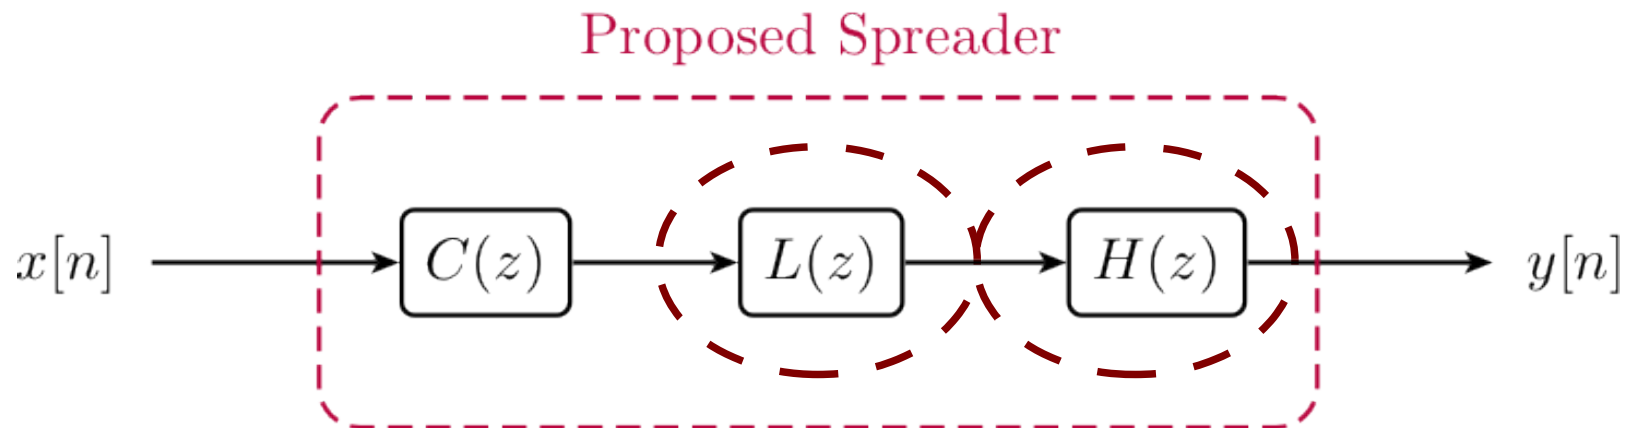 Proposed Spreader
x[n] C(z) L(z) H(z) y[n]